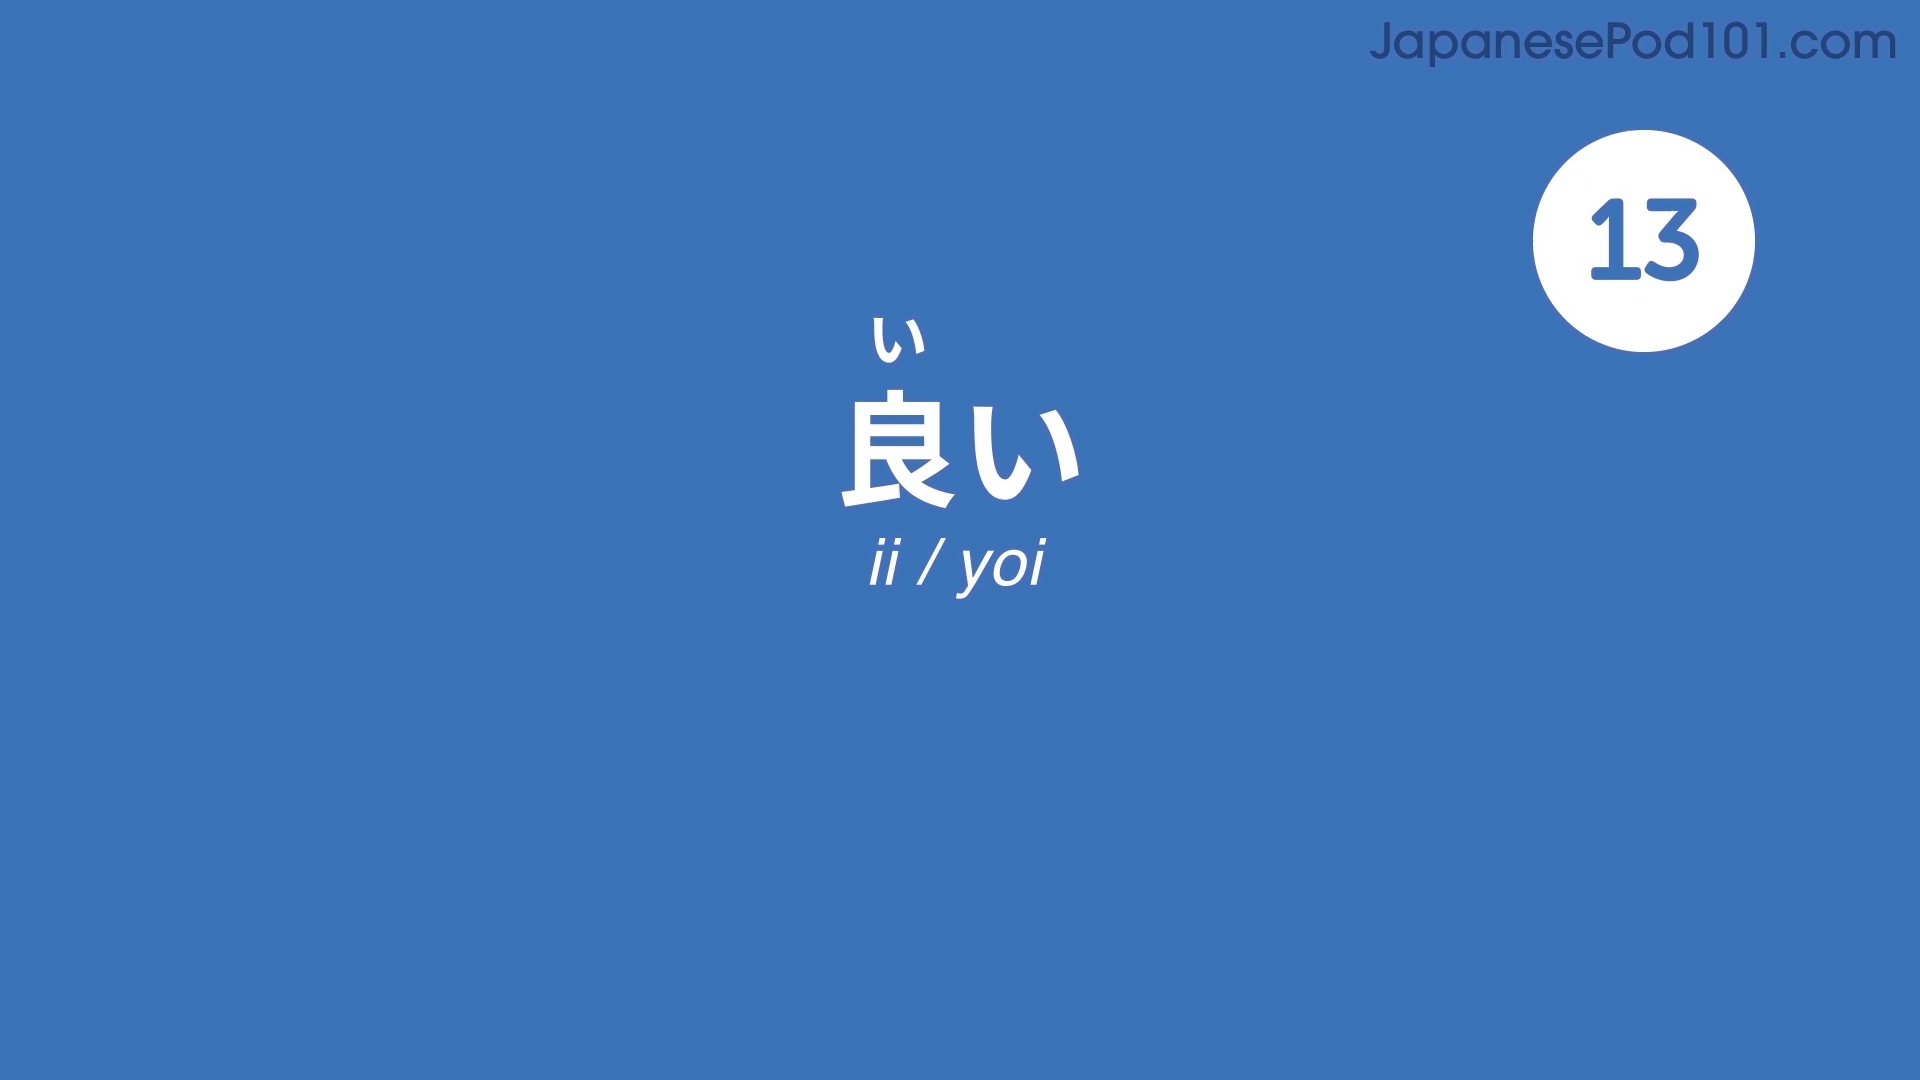 JapanesePod101.com
13
い
良い
ii / yoi